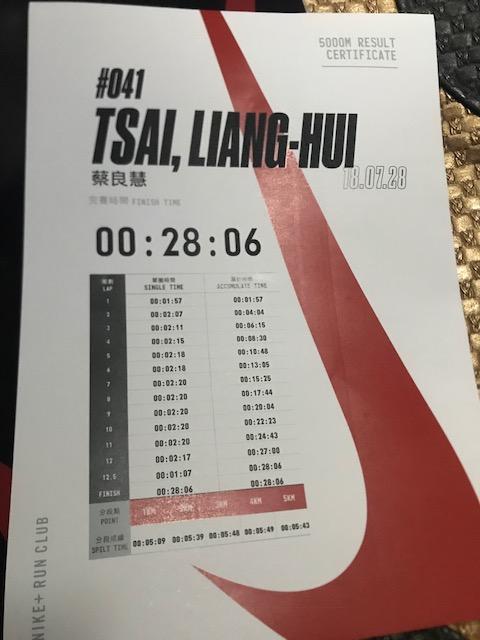 5000M RESULT
CERTIFICATE
#041
TSAI, LIANG-HUI
蔡良慧
18.07.28
完賽時間 FINISH TIME
00:28:06
圈數 單圈時間 累計時間
LAP SINGLE TIME ACCUMULATE TIME
1 00:01:57 00:01:57
2 00:02:07 00:04:04
3 00:02:11 00:06:15
4 00:02:15 00:08:30
5 00:02:18 00:10:48
6 00:02:18 00:13:05
7 00:02:20 00:15:25
8 00:02:20 00:17:44
9 00:02:20 00:20:04
10 00:02:20 00:22:23
11 00:02:20 00:24:43
12 00:02:17 00:27:00
12.5 00:01:07 00:28:06
FINISH 00:28:06 00:28:06
分段點 1KM 2KM 3KM 4KM 5KM
POINT
分段成績 00:05:09 00:05:39 00:05:48 00:05:49 00:05:43
SPILT TIME
NIKE+ RUN CLUB